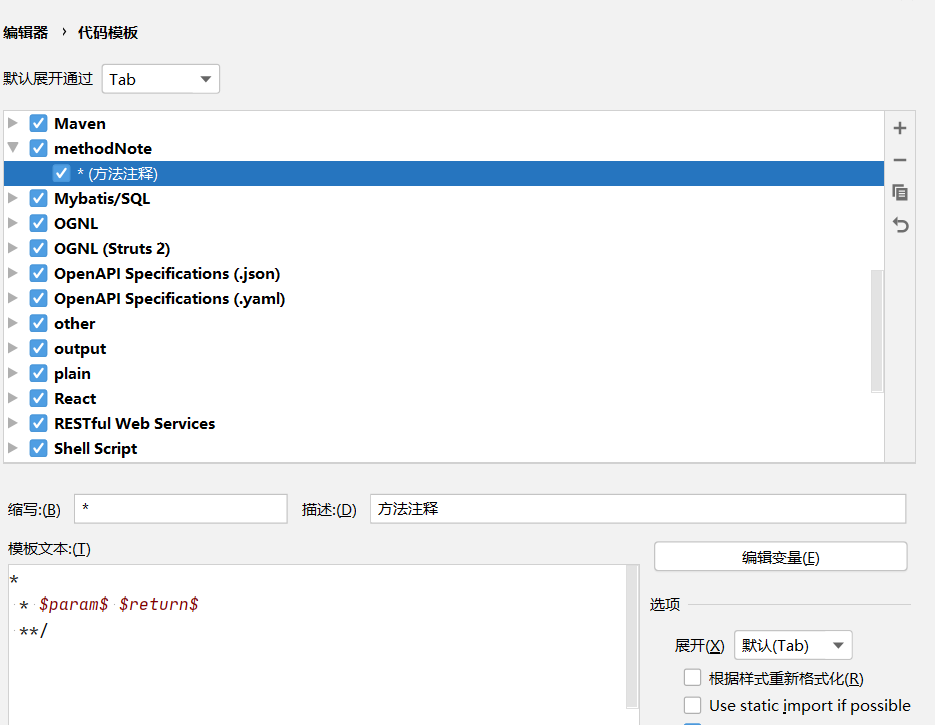 编辑器 › 代码模板
默认展开通过 Tab
Maven
methodNote
* (方法注释)
Mybatis/SQL
OGNL
OGNL (Struts 2)
OpenAPI Specifications (.json)
OpenAPI Specifications (.yaml)
other
output
plain
React
RESTful Web Services
Shell Script
缩写:(B) * 描述:(D) 方法注释
模板文本:(T)
编辑变量(E)
*
* $param$ $return$
**/
选项
展开(X) 默认(Tab)
根据样式重新格式化(R)
Use static import if possible